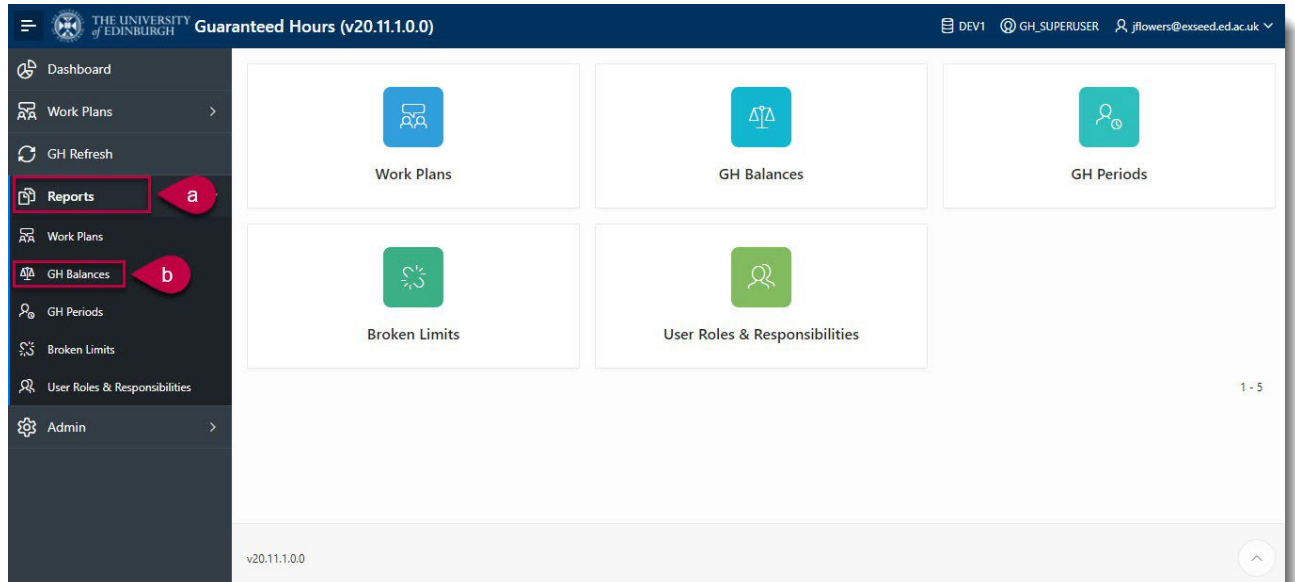 THE UNIVERSITY
of EDINBURGH
Guaranteed Hours (v20.11.1.0.0)
DEV1
GH_SUPERUSER
jflowers@exseed.ed.ac.uk
Dashboard
Work Plans
GH Refresh
Reports
a
Work Plans
GH Balances
b
GH Periods
Broken Limits
User Roles & Responsibilities
Admin
Work Plans
GH Balances
GH Periods
Broken Limits
User Roles & Responsibilities
1 - 5
v20.11.1.0.0